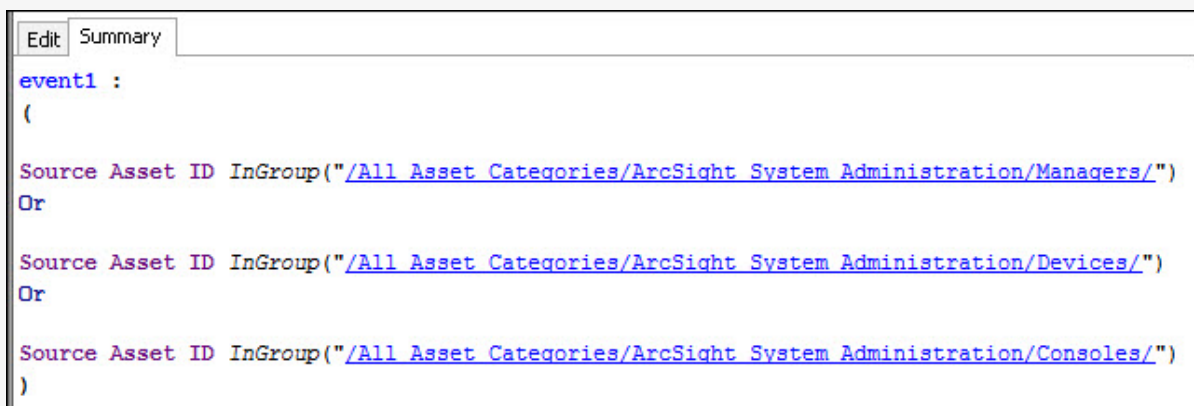 Edit Summary
event1 :
(
Source Asset ID InGroup("/All Asset Categories/ArcSight System Administration/Managers/")
Or
Source Asset ID InGroup("/All Asset Categories/ArcSight System Administration/Devices/")
Or
Source Asset ID InGroup("/All Asset Categories/ArcSight System Administration/Consoles/")
)